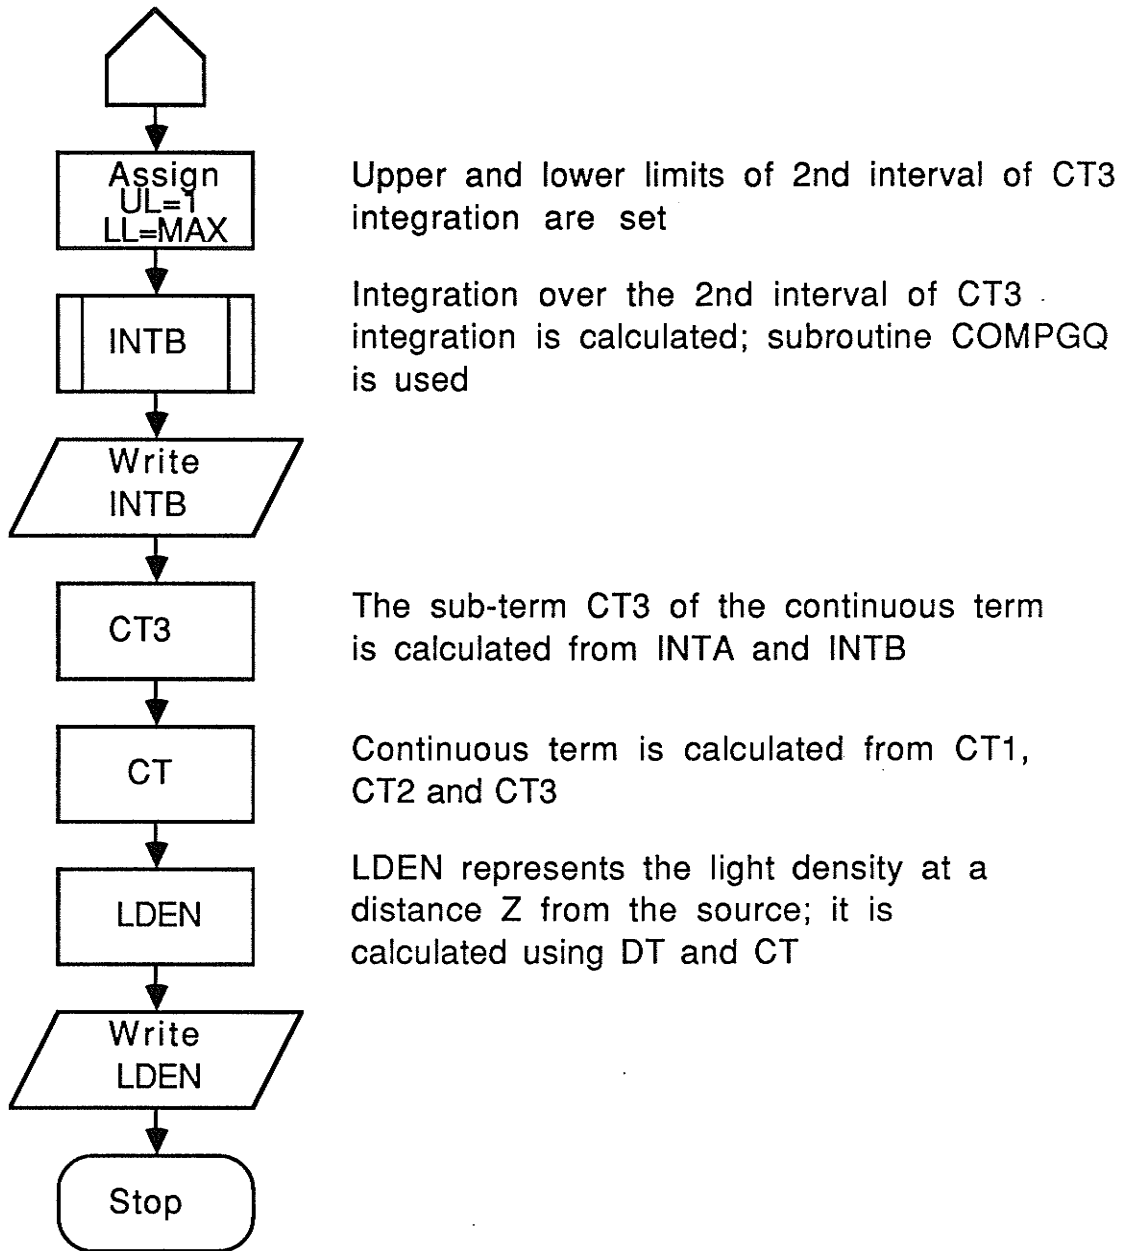 Assign
UL=1
LL=MAX
Upper and lower limits of 2nd interval of CT3
integration are set
INTB
Integration over the 2nd interval of CT3
integration is calculated; subroutine COMPGQ
is used
Write
INTB
CT3
The sub-term CT3 of the continuous term
is calculated from INTA and INTB
CT
Continuous term is calculated from CT1,
CT2 and CT3
LDEN
LDEN represents the light density at a
distance Z from the source; it is
calculated using DT and CT
Write
LDEN
Stop